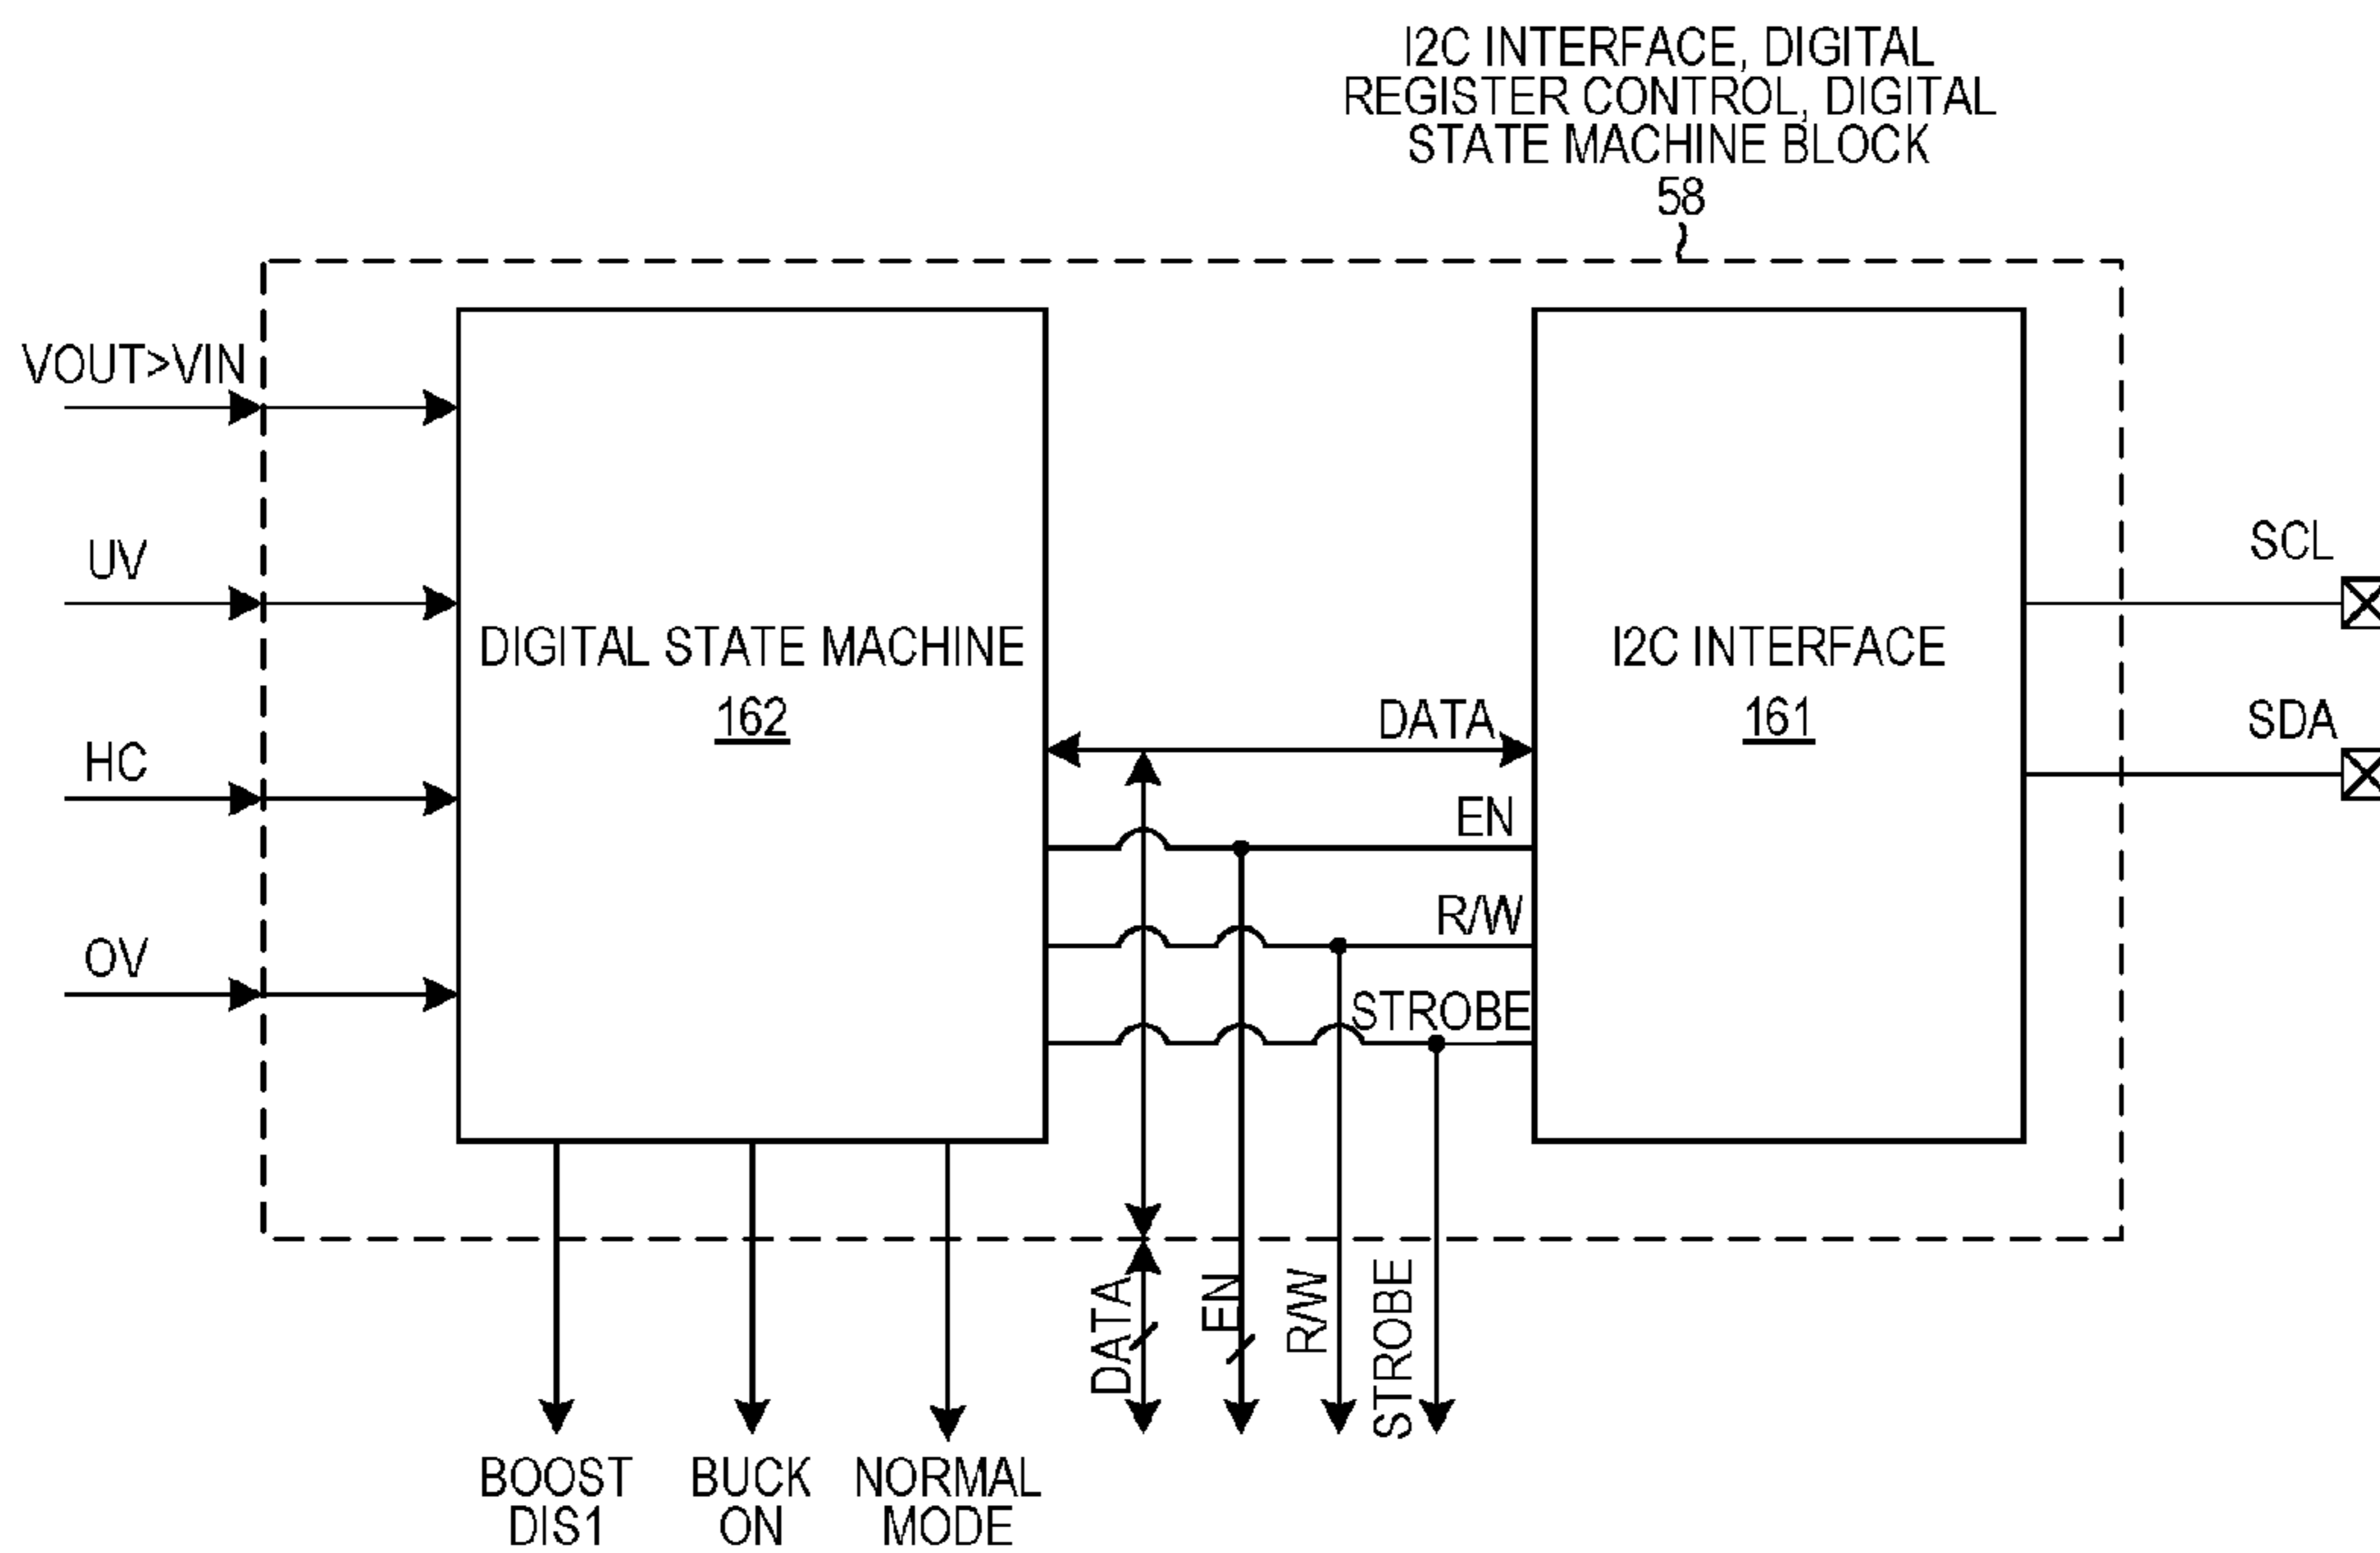 I2C INTERFACE, DIGITAL
REGISTER CONTROL, DIGITAL
STATE MACHINE BLOCK
58
VOUT>VIN
UV
HC
OV
DIGITAL STATE MACHINE
162
DATA
EN
R/W
STROBE
I2C INTERFACE
161
SCL
SDA
DATA
EN
R/W
STROBE
BOOST
DIS1
BUCK
ON
NORMAL
MODE